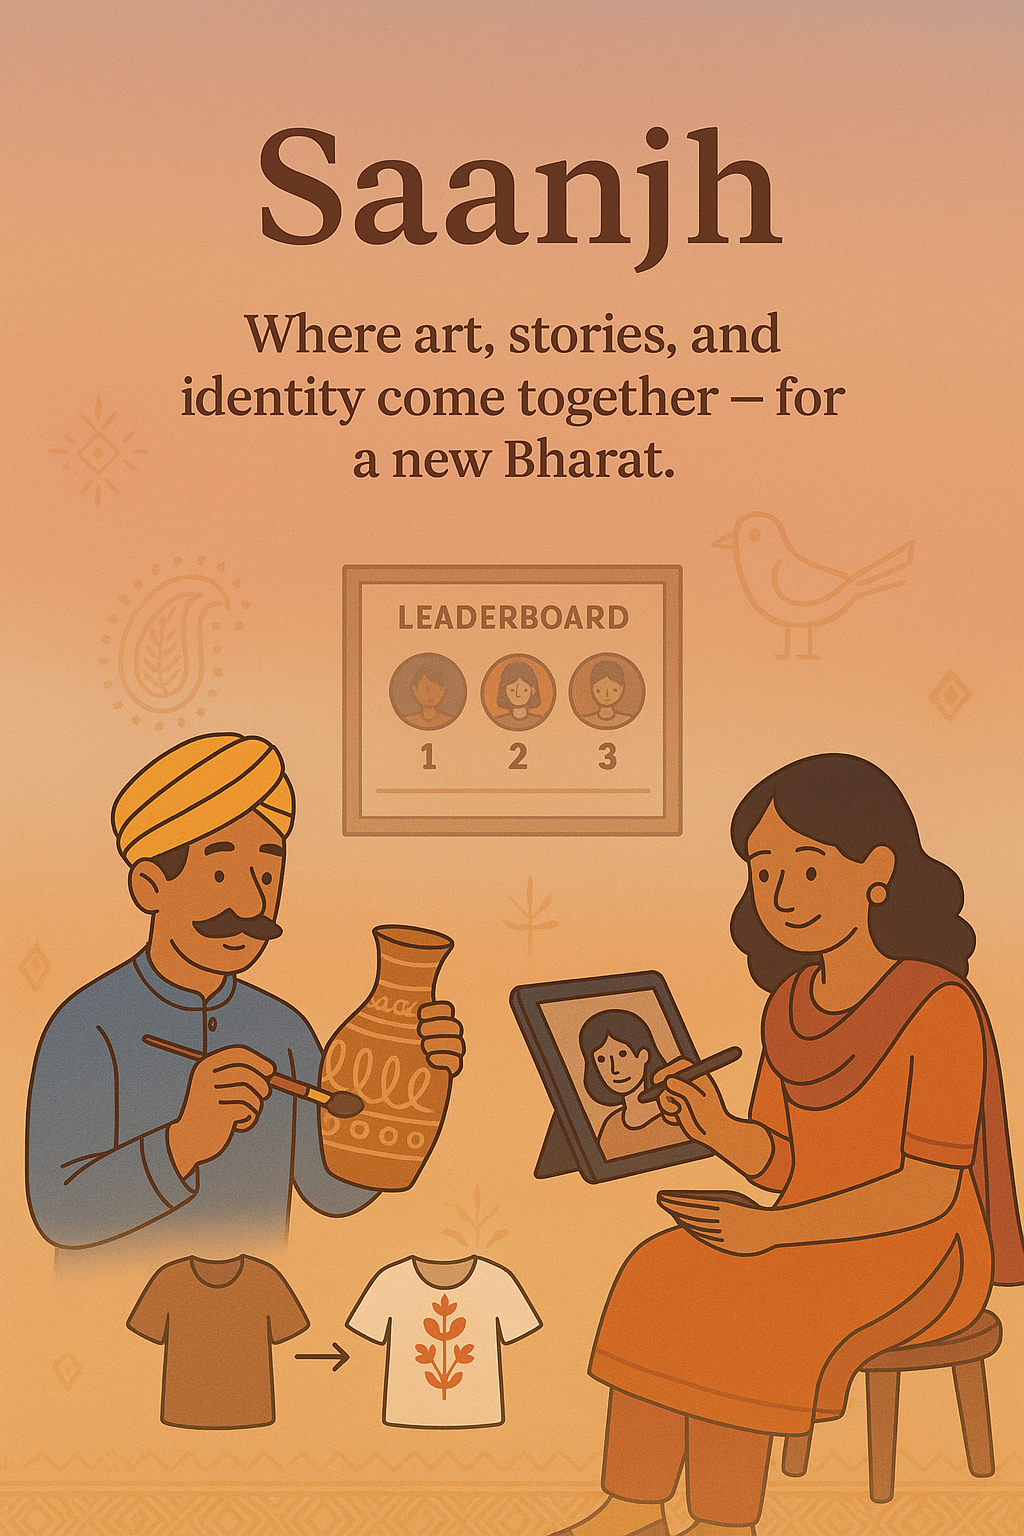 Saanjh
Where art, stories, and
identity come together – for
a new Bharat.
LEADERBOARD
1 2 3